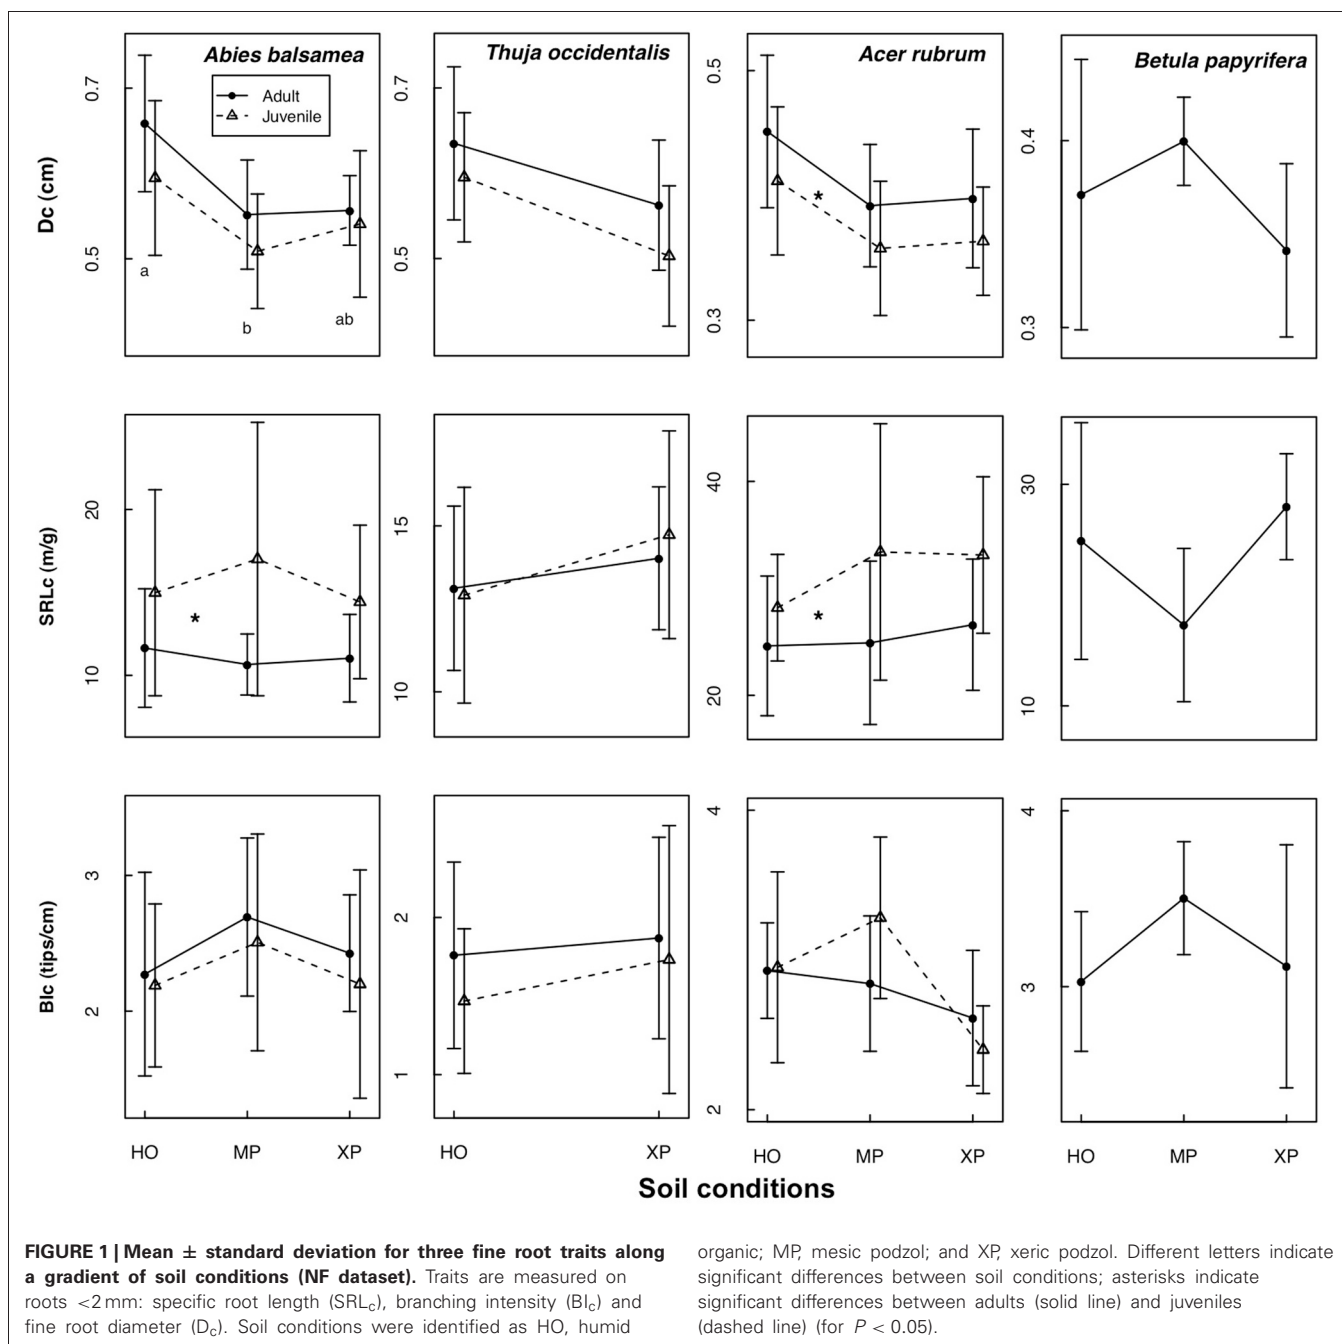 Abies balsamea
Thuja occidentalis
Acer rubrum
Betula papyrifera
Adult
Juvenile
Dc (cm)
0.7
0.5
a
b
ab
0.7
0.5
0.5
0.3
0.4
0.3
SRLc (m/g)
20
10
*
15
10
40
20
*
*
30
10
BIc (tips/cm)
3
2
2
1
4
2
4
3
HO MP XP
HO XP
HO MP XP
HO MP XP
Soil conditions
FIGURE 1 | Mean ± standard deviation for three fine root traits along
a gradient of soil conditions (NF dataset). Traits are measured on
roots <2 mm: specific root length (SRLc), branching intensity (BIc) and
fine root diameter (Dc). Soil conditions were identified as HO, humid
organic; MP, mesic podzol; and XP, xeric podzol. Different letters indicate
significant differences between soil conditions; asterisks indicate
significant differences between adults (solid line) and juveniles
(dashed line) (for P < 0.05).